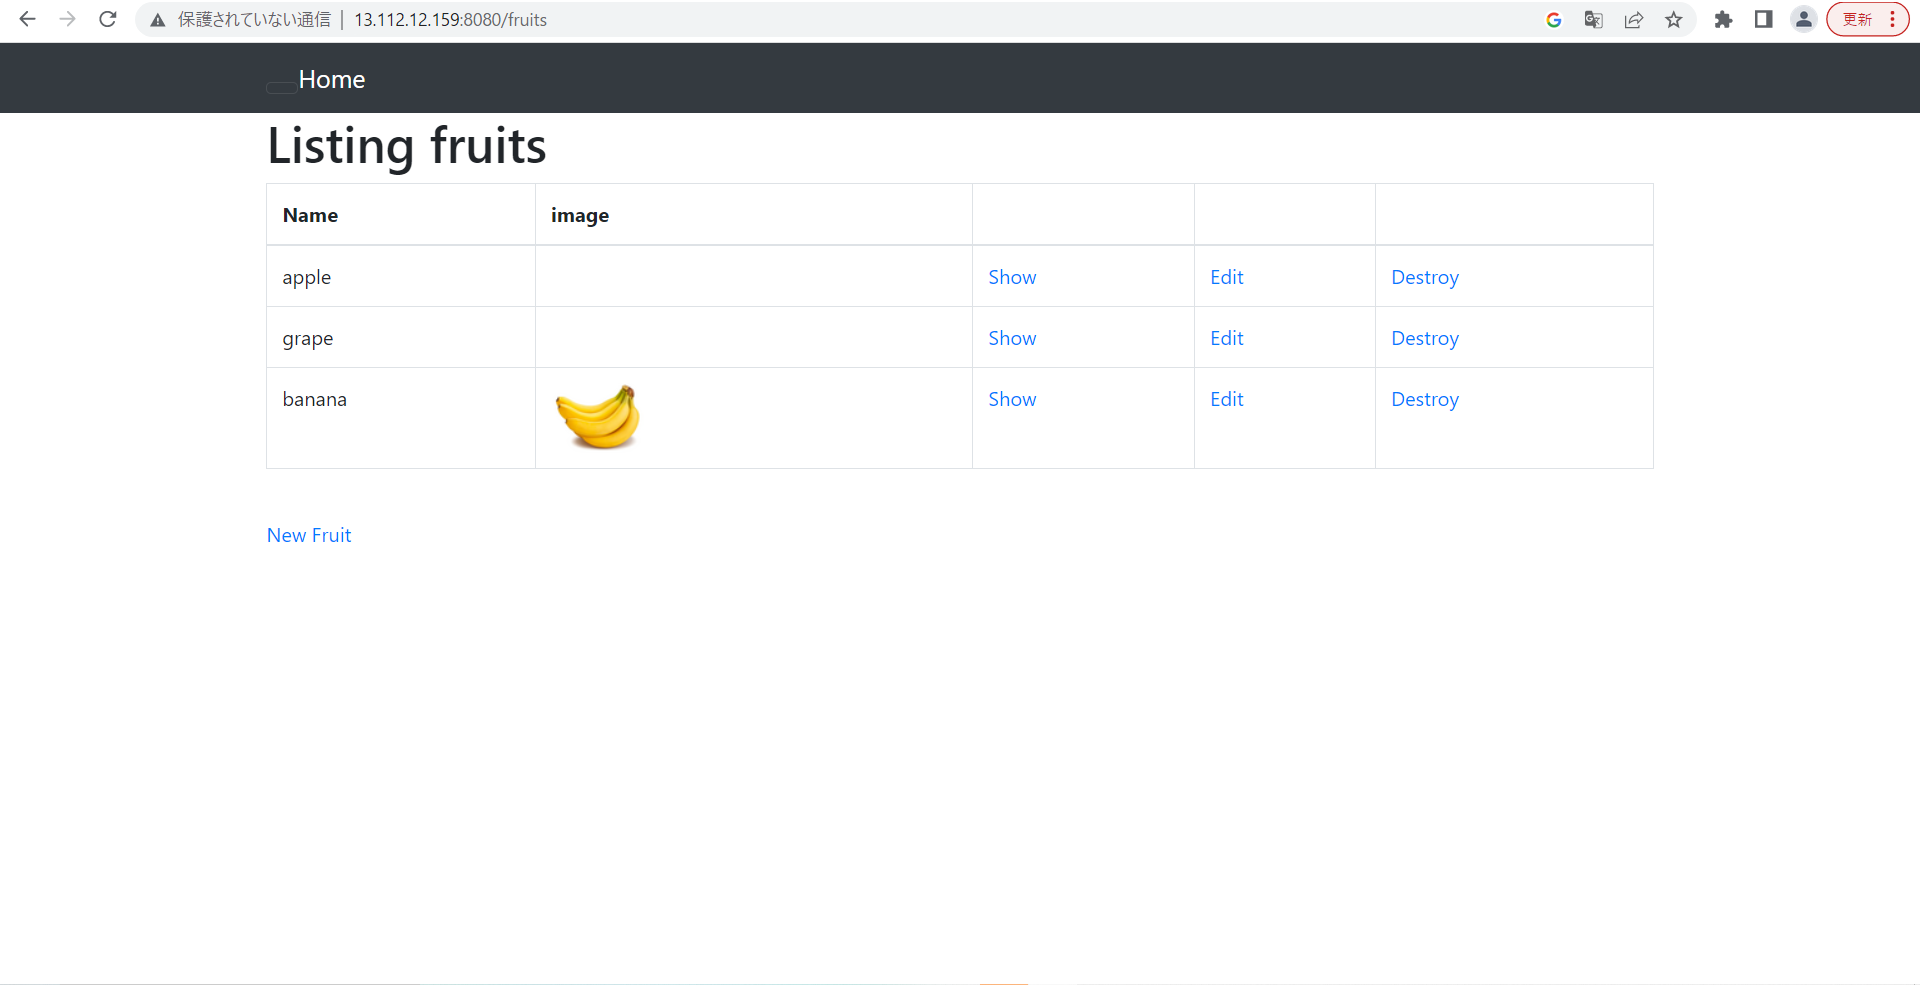 保護されていない通信 | 13.112.12.159:8080/fruits 更新
Home
Listing fruits
Name image
apple Show Edit Destroy
grape Show Edit Destroy
banana Show Edit Destroy
New Fruit